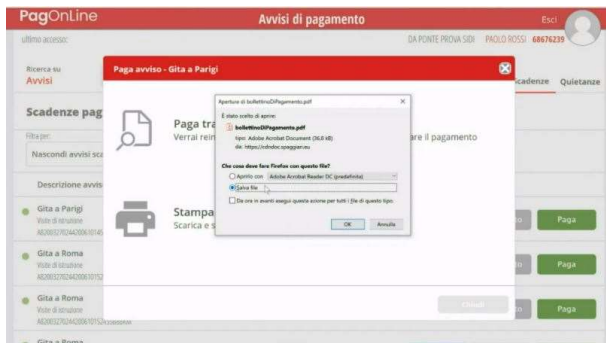 PagOnLine
Avvisi di pagamento
Esci
ultimo accesso:
DA PONTE PROVA SIDI PAOLO ROSSI 68676239
Ricerca su
Avvisi
Scadenze
Quietanze
Paga avviso - Gita a Parigi
Scadenze pag
Filtra per:
Nascondi avvisi sca
Descrizione avvis
Paga tra
Verrai rein
are il pagamento
Apertura di bollettinoDiPagamento.pdf
È stato scelto di aprire:
bollettinoDiPagamento.pdf
tipo: Adobe Acrobat Document (36,8 kB)
da: https://cdndoc.spaggiari.eu
Che cosa deve fare Firefox con questo file?
Aprirlo con Adobe Acrobat Reader DC (predefinita)
Salva file
Da ora in avanti esegui questa azione per tutti i file di questo tipo.
OK
Annulla
Stampa
Scarica e s
Chiudi
Gita a Parigi
Visite di istruzione
Paga
Gita a Roma
Visite di istruzione
Paga
Gita a Roma
Visite di istruzione
Paga
Gita a Roma